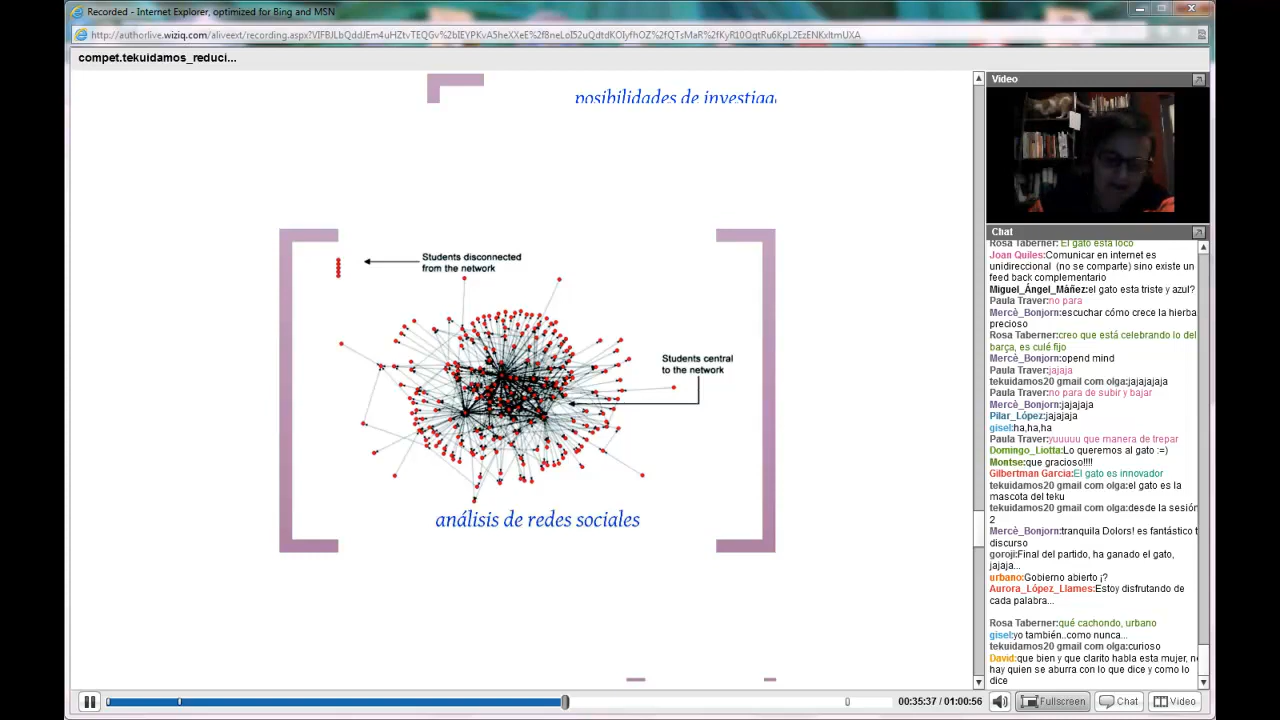 Recorded - Internet Explorer, optimized for Bing and MSN
compet.tekuidamos_reduci...
posibilidades de investiga
Students disconnected
from the network
Students central
to the network
análisis de redes sociales
Video
Chat
Rosa Taberner: El gato esta loco
Joan Quiles:Comunicar en internet es
unidireccional (no se comparte) sino existe un
feed back complementario
Miguel_Ángel_Màñez:el gato esta triste y azul?
Paula Traver:no para
Mercè_Bonjorn:escuchar cómo crece la hierba
precioso
Rosa Taberner:creo que está celebrando lo del
barça, es culé fijo
Mercè_Bonjorn:opend mind
Paula Traver:jajaja
tekuidamos20 gmail com olga:jajajajaja
Paula Traver:no para de subir y bajar
Mercè_Bonjorn:jajajaja
Pilar_López:jajajaja
gisel:ha,ha,ha
Paula Traver:yuuuuu que manera de trepar
Domingo_Liotta:Lo queremos al gato :=)
Montse:que gracioso!!!!
Gilbertman Garcia:El gato es innovador
tekuidamos20 gmail com olga:el gato es la
mascota del teku
tekuidamos20 gmail com olga:desde la sesión
2
Mercè_Bonjorn:tranquila Dolors! es fantástico t
discurso
goroji:Final del partido, ha ganado el gato,
jajaja...
urbano:Gobierno abierto ¡?
Aurora_López_Llames:Estoy disfrutando de
cada palabra...
Rosa Taberner:qué cachondo, urbano
gisel:yo también..como nunca...
tekuidamos20 gmail com olga:curioso
David:que bien y que clarito habla esta mujer, n
hay quien se aburra con lo que dice y como lo
dice
00:35:37 / 01:00:56
Fullscreen
Chat
Video